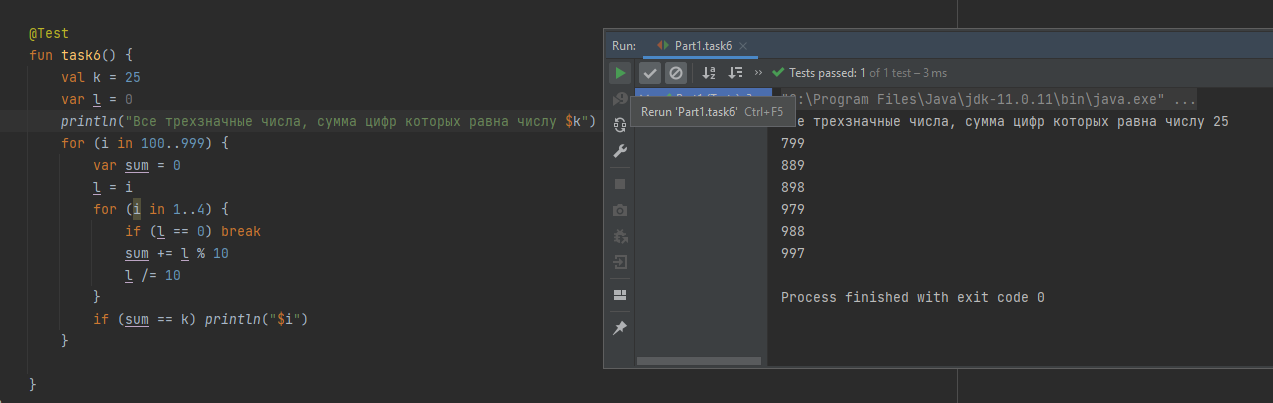 @Test
fun task6() {
val k = 25
var l = 0
println("Все трехзначные числа, сумма цифр которых равна числу $k")
for (i in 100..999) {
var sum = 0
l = i
for (i in 1..4) {
if (l == 0) break
sum += l % 10
l /= 10
}
if (sum == k) println("$i")
}
}
Run: Part1.task6 ×
» Tests passed: 1 of 1 test – 3 ms
:\Program Files\Java\jdk-11.0.11\bin\java.exe" ...
Rerun 'Part1.task6' Ctrl+F5
трехзначные числа, сумма цифр которых равна числу 25
799
889
898
979
988
997
Process finished with exit code 0